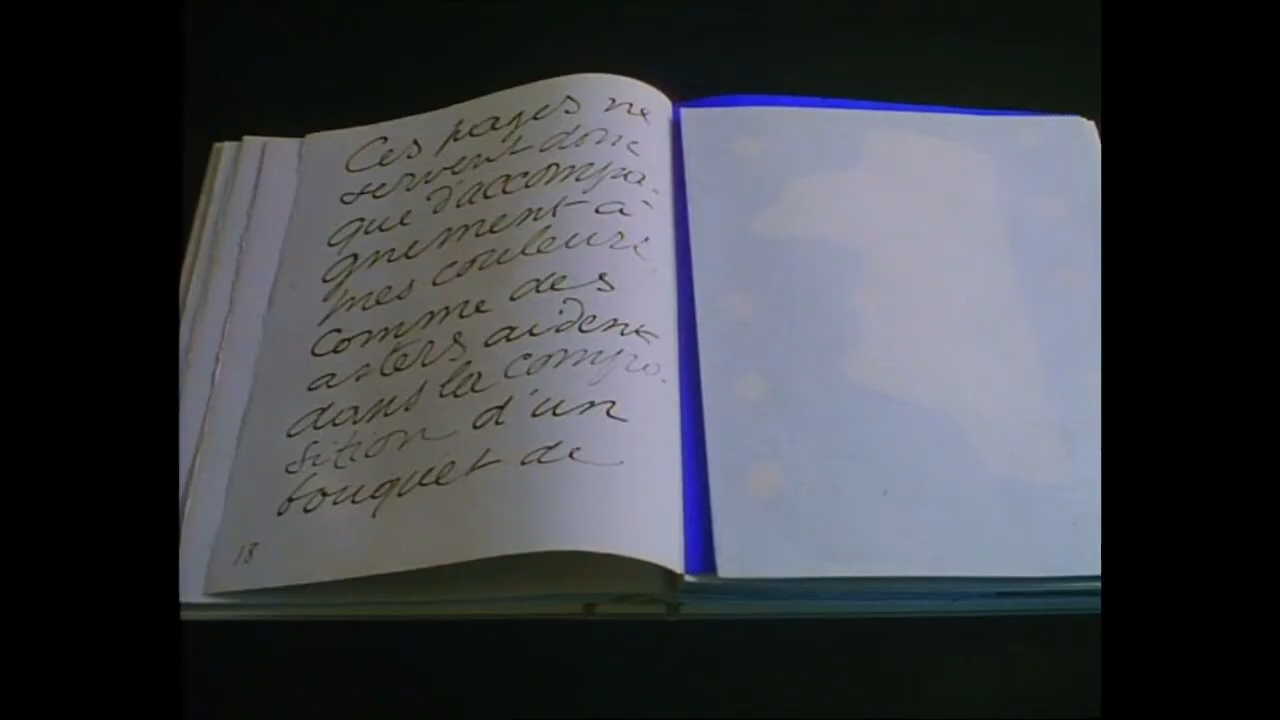 Ces pages ne
servent donc
que d'accompa-
gnement à
mes couleurs
comme des
asters aident
dans la compo-
sition d'un
bouquet de
18